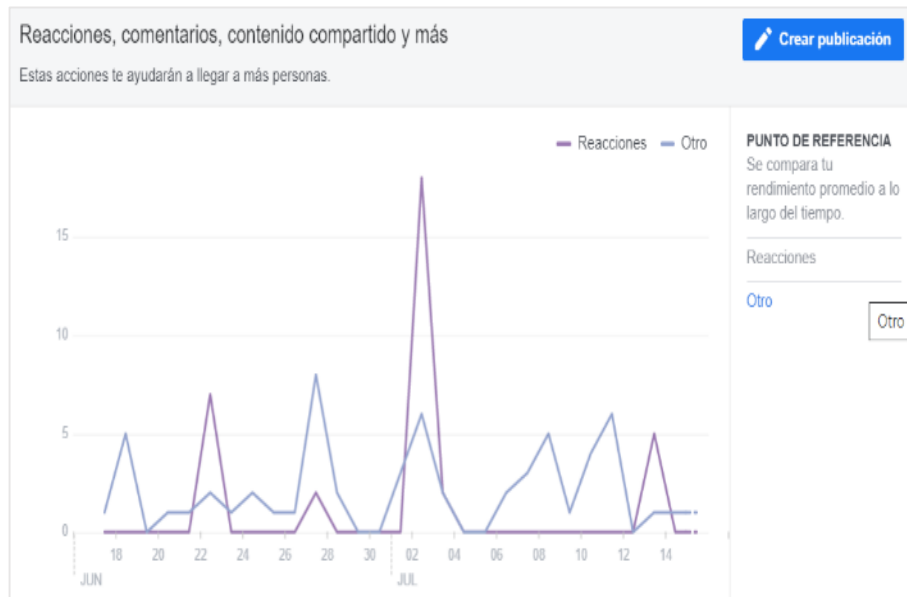 Reacciones, comentarios, contenido compartido y más
Estas acciones te ayudarán a llegar a más personas.
Crear publicación
Reacciones
Otro
15
10
5
0
18
20
22
24
26
28
30
02
04
06
08
10
12
14
JUN
JUL
PUNTO DE REFERENCIA
Se compara tu
rendimiento promedio a lo
largo del tiempo.
Reacciones
Otro
Otro